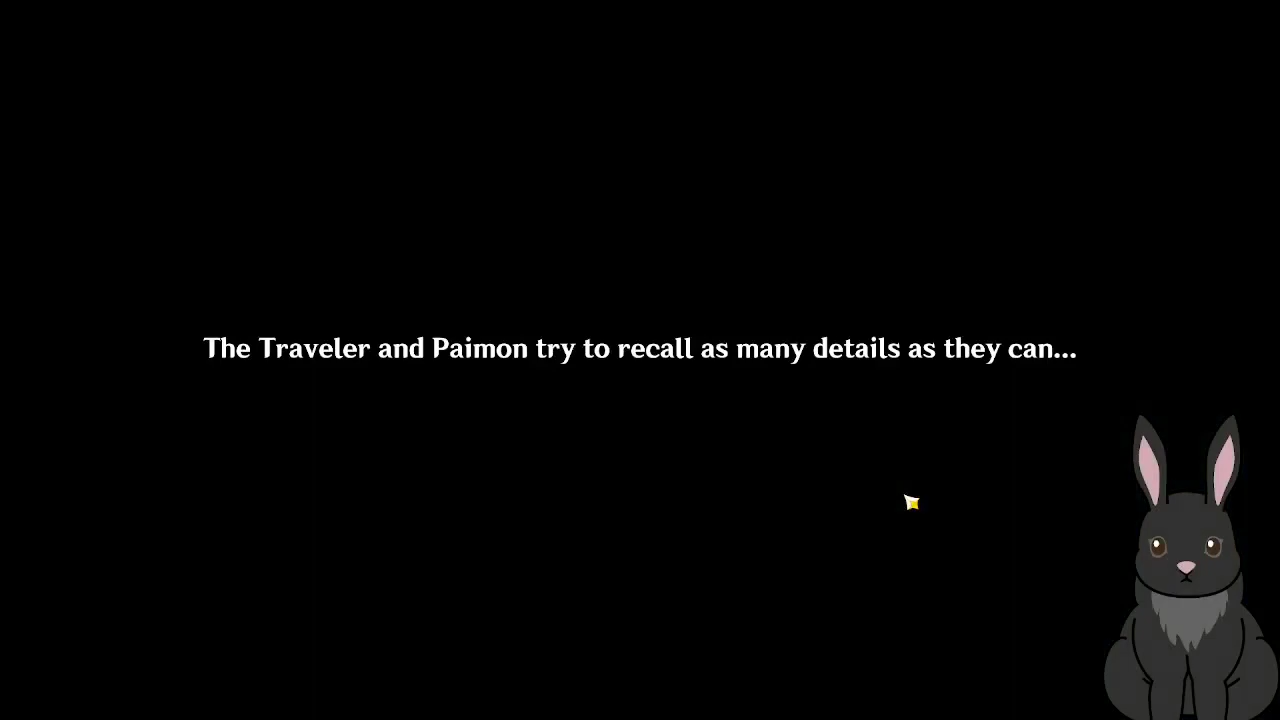 The Traveler and Paimon try to recall as many details as they can...